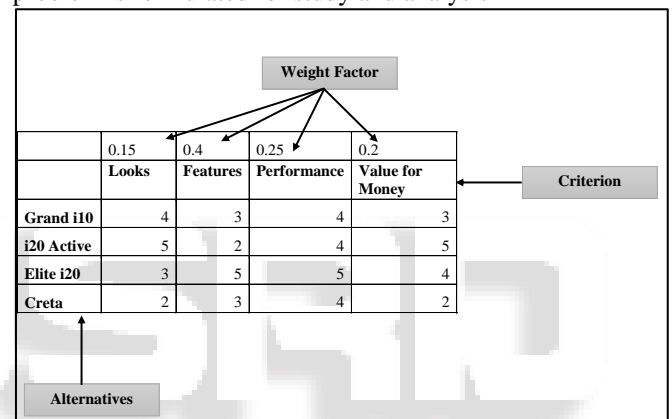 Weight Factor
0.15 0.4 0.25 0.2
Looks Features Performance Value for
Money
Criterion
Grand i10 4 3 4 3
i20 Active 5 2 4 5
Elite i20 3 5 5 4
Creta 2 3 4 2
Alternatives